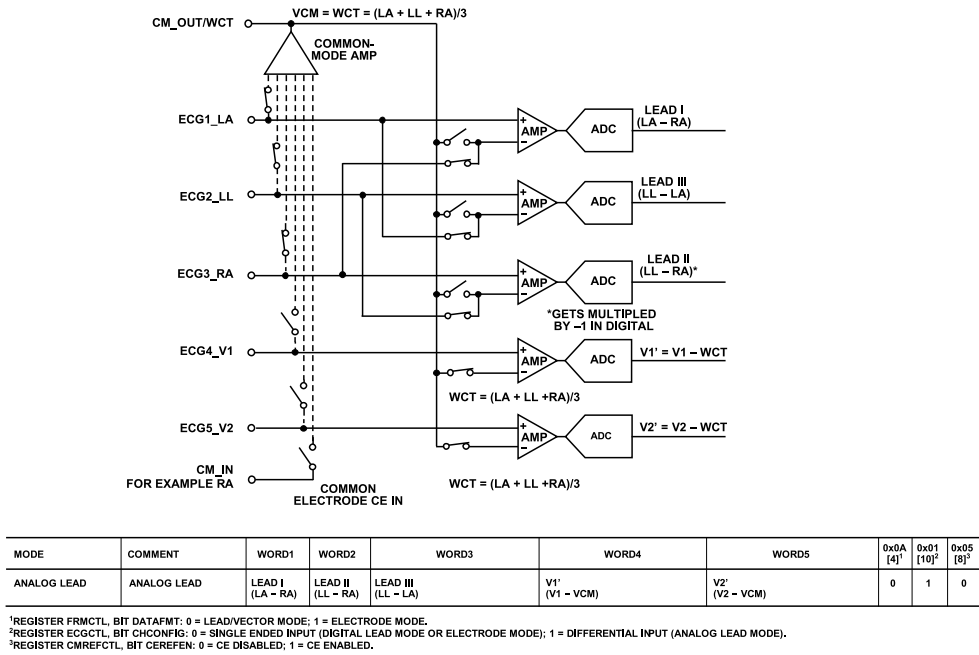 CM_OUT/WCT
VCM = WCT = (LA + LL + RA)/3
COMMON-
MODE AMP
ECG1_LA
+
–
AMP
ADC
LEAD I
(LA – RA)
ECG2_LL
+
–
AMP
ADC
LEAD III
(LL – LA)
ECG3_RA
+
–
AMP
ADC
LEAD II
(LL – RA)*
*GETS MULTIPLED
BY –1 IN DIGITAL
ECG4_V1
+
–
AMP
ADC
V1’ = V1 – WCT
WCT = (LA + LL +RA)/3
ECG5_V2
+
–
AMP
ADC
V2’ = V2 – WCT
WCT = (LA + LL +RA)/3
CM_IN
FOR EXAMPLE RA
COMMON
ELECTRODE CE IN
MODE COMMENT WORD1 WORD2 WORD3 WORD4 WORD5 0x0A [4]1 0x01 [10]2 0x05 [8]3
ANALOG LEAD ANALOG LEAD LEAD I (LA – RA) LEAD II (LL – RA) LEAD III (LL – LA) V1’ (V1 – VCM) V2’ (V2 – VCM) 0 1 0
1REGISTER FRMCTL, BIT DATAFMT: 0 = LEAD/VECTOR MODE; 1 = ELECTRODE MODE.
2REGISTER ECGCTL, BIT CHCONFIG: 0 = SINGLE ENDED INPUT (DIGITAL LEAD MODE OR ELECTRODE MODE); 1 = DIFFERENTIAL INPUT (ANALOG LEAD MODE).
3REGISTER CMREFCTL, BIT CEREFEN: 0 = CE DISABLED; 1 = CE ENABLED.